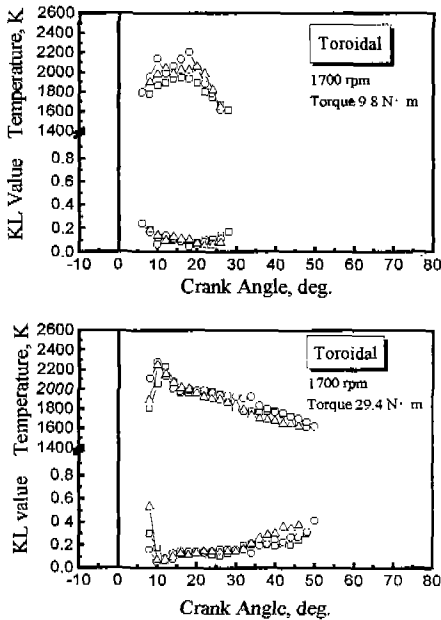 2600
2400
2200
2000
1800
1600
1400
0.8
0.6
0.4
0.2
0.0
KL Value Temperature, K
Toroidal
1700 rpm
Torque 9.8 N· m
-10 0 10 20 30 40 50 60 70 80
Crank Angle, deg.
2600
2400
2200
2000
1800
1600
1400
0.8
0.6
0.4
0.2
0.0
KL value Temperature, K
Toroidal
1700 rpm
Torque 29.4 N· m
-10 0 10 20 30 40 50 60 70 80
Crank Angle, deg.